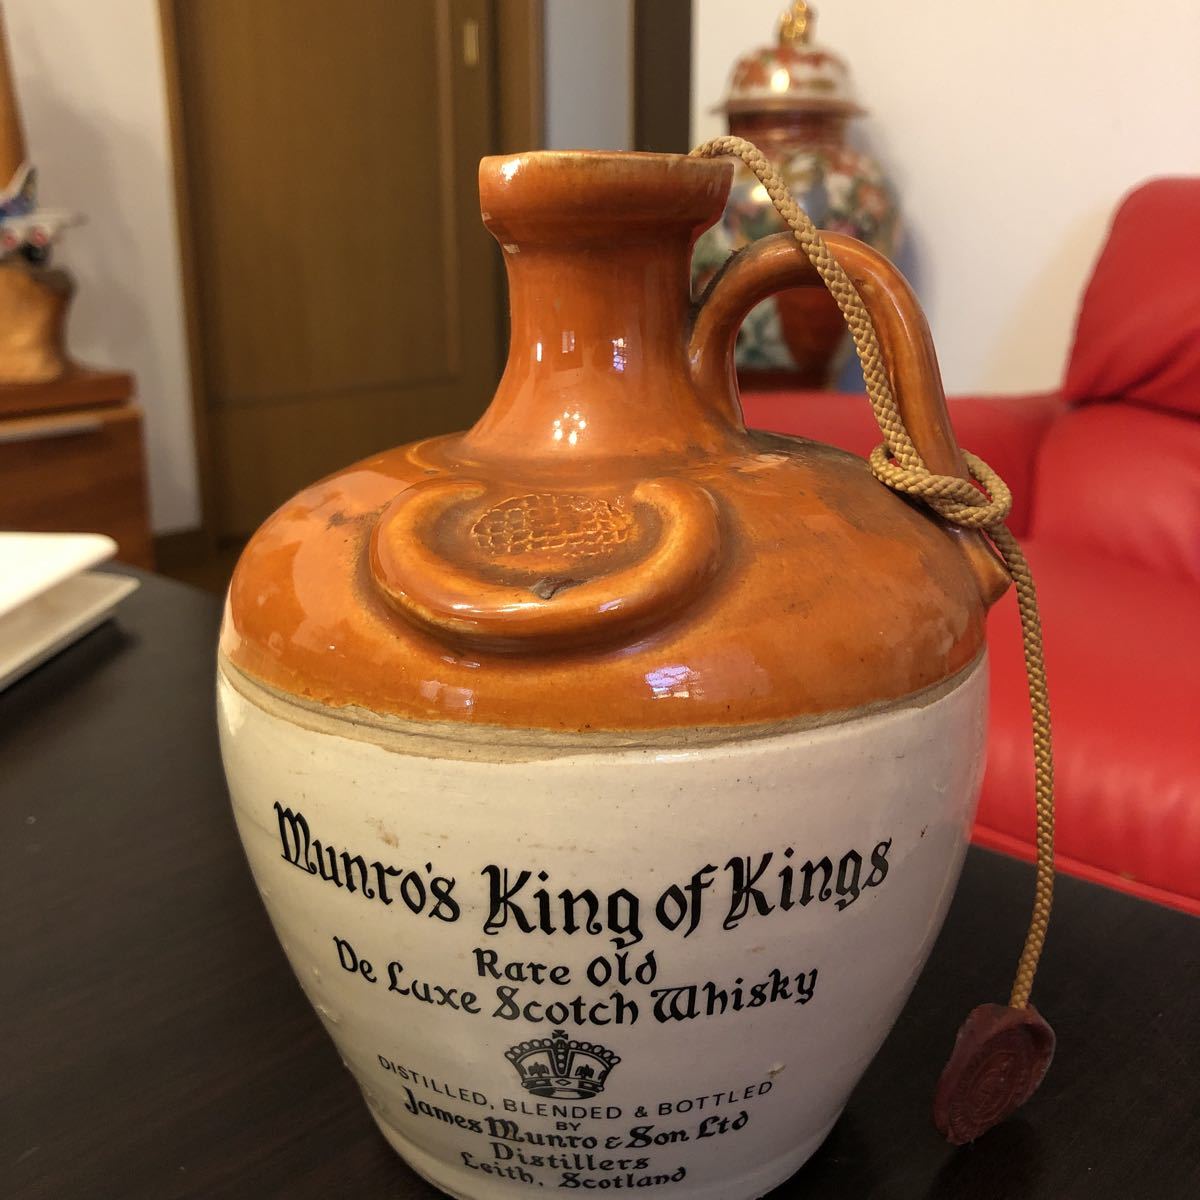 Munro's King of Kings
Rare Old
De Luxe Scotch Whisky
DISTILLED, BLENDED & BOTTLED
BY
James Munro & Son Ltd
Distillers
Leith, Scotland